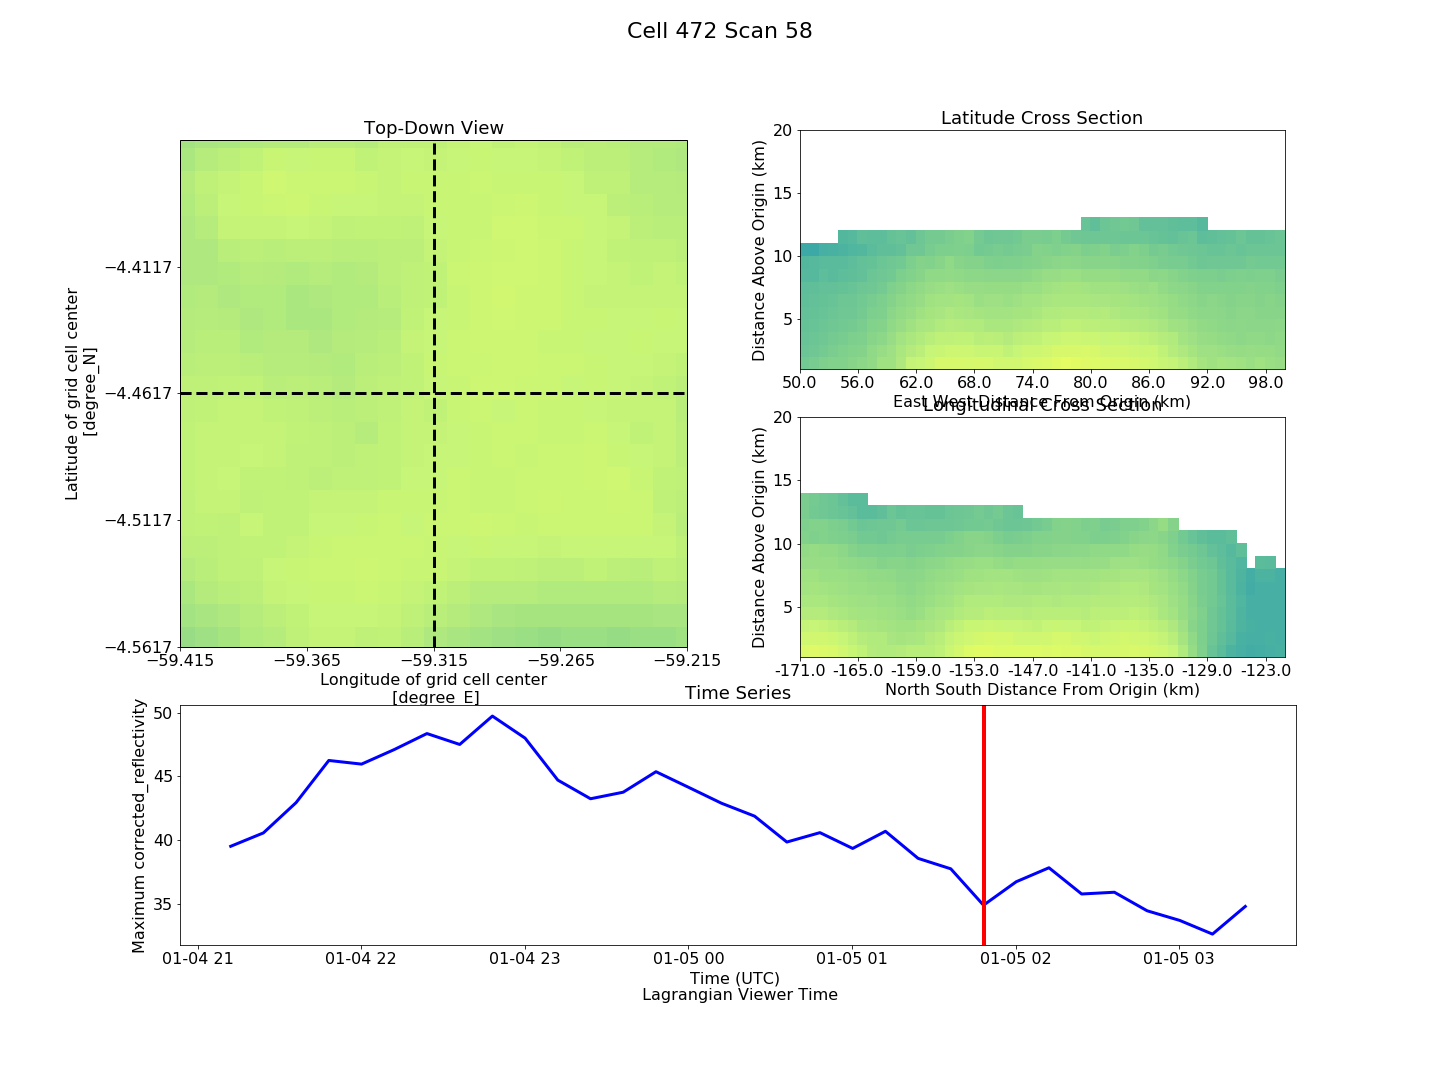 Cell 472 Scan 58
Top-Down View
−4.4117
−4.4617
−4.5117
−4.5617
Latitude of grid cell center
[degree_N]
−59.415 −59.365 −59.315 −59.265 −59.215
Longitude of grid cell center
[degree_E]
Latitude Cross Section
20
15
10
5
Distance Above Origin (km)
50.0 56.0 62.0 68.0 74.0 80.0 86.0 92.0 98.0
East West Distance From Origin (km)
Longitudinal Cross Section
20
15
10
5
Distance Above Origin (km)
-171.0 -165.0 -159.0 -153.0 -147.0 -141.0 -135.0 -129.0 -123.0
North South Distance From Origin (km)
Time Series
50
45
40
35
Maximum corrected_reflectivity
01-04 21 01-04 22 01-04 23 01-05 00 01-05 01 01-05 02 01-05 03
Time (UTC)
Lagrangian Viewer Time